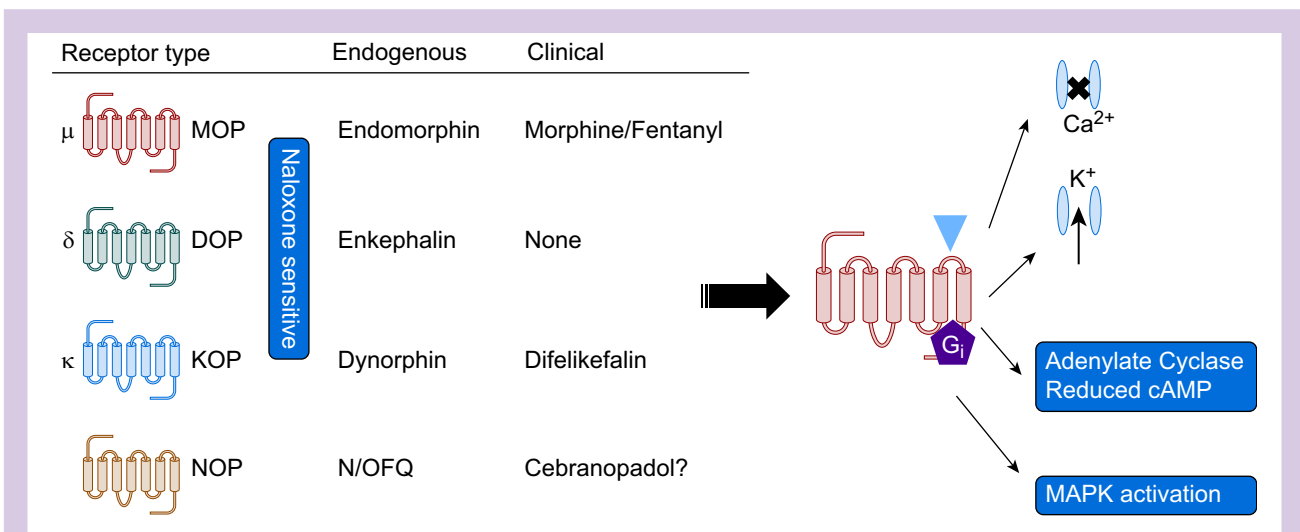 Receptor type Endogenous Clinical
μ MOP Endomorphin Morphine/Fentanyl
δ DOP Enkephalin None
κ KOP Dynorphin Difelikefalin
NOP N/OFQ Cebranopadol?
Naloxone sensitive
Ca²⁺
K⁺
Gᵢ
Adenylate Cyclase
Reduced cAMP
MAPK activation